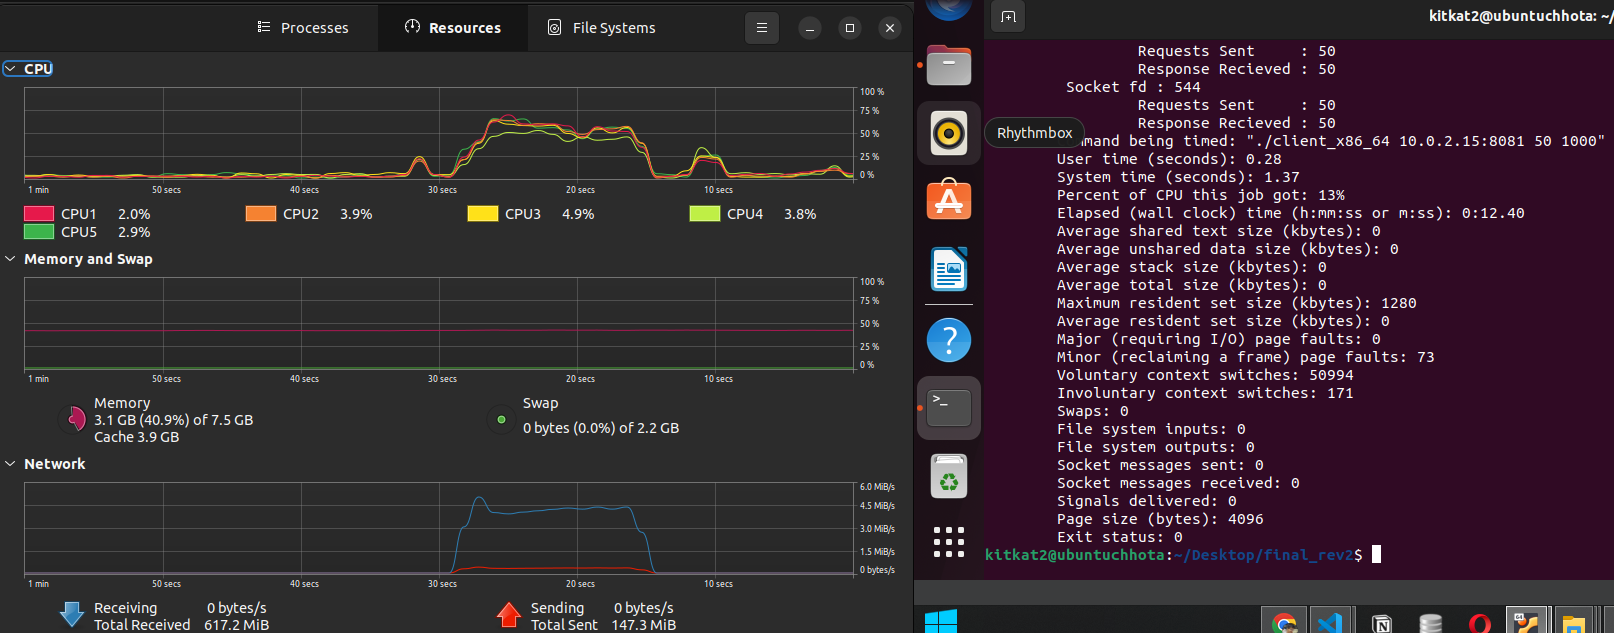 Processes
Resources
File Systems
CPU
100 %
75 %
50 %
25 %
0 %
1 min
50 secs
40 secs
30 secs
20 secs
10 secs
CPU1 2.0%
CPU2 3.9%
CPU3 4.9%
CPU4 3.8%
CPU5 2.9%
Memory and Swap
100 %
75 %
50 %
25 %
0 %
1 min
50 secs
40 secs
30 secs
20 secs
10 secs
Memory
3.1 GB (40.9%) of 7.5 GB
Cache 3.9 GB
Swap
0 bytes (0.0%) of 2.2 GB
Network
6.0 MiB/s
4.5 MiB/s
3.0 MiB/s
1.5 MiB/s
0 bytes/s
1 min
50 secs
40 secs
30 secs
20 secs
10 secs
Receiving 0 bytes/s
Total Received 617.2 MiB
Sending 0 bytes/s
Total Sent 147.3 MiB
Rhythmbox
kitkat2@ubuntuchhota: ~/
Requests Sent : 50
Response Recieved : 50
Socket fd : 544
Requests Sent : 50
Response Recieved : 50
mmand being timed: "./client_x86_64 10.0.2.15:8081 50 1000"
User time (seconds): 0.28
System time (seconds): 1.37
Percent of CPU this job got: 13%
Elapsed (wall clock) time (h:mm:ss or m:ss): 0:12.40
Average shared text size (kbytes): 0
Average unshared data size (kbytes): 0
Average stack size (kbytes): 0
Average total size (kbytes): 0
Maximum resident set size (kbytes): 1280
Average resident set size (kbytes): 0
Major (requiring I/O) page faults: 0
Minor (reclaiming a frame) page faults: 73
Voluntary context switches: 50994
Involuntary context switches: 171
Swaps: 0
File system inputs: 0
File system outputs: 0
Socket messages sent: 0
Socket messages received: 0
Signals delivered: 0
Page size (bytes): 4096
Exit status: 0
kitkat2@ubuntuchhota:~/Desktop/final_rev2$